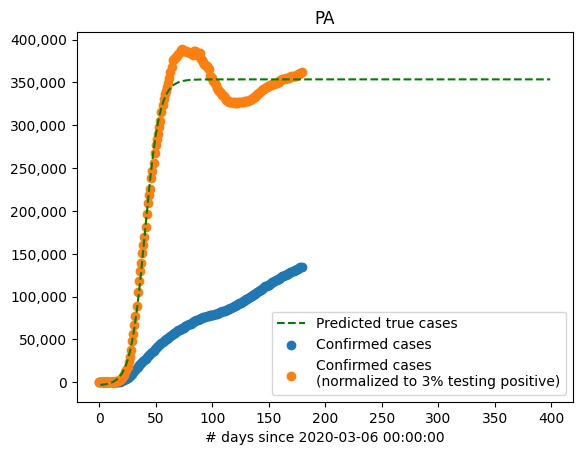 PA
400,000
350,000
300,000
250,000
200,000
150,000
100,000
50,000
0
Predicted true cases
Confirmed cases
Confirmed cases
(normalized to 3% testing positive)
0 50 100 150 200 250 300 350 400
# days since 2020-03-06 00:00:00